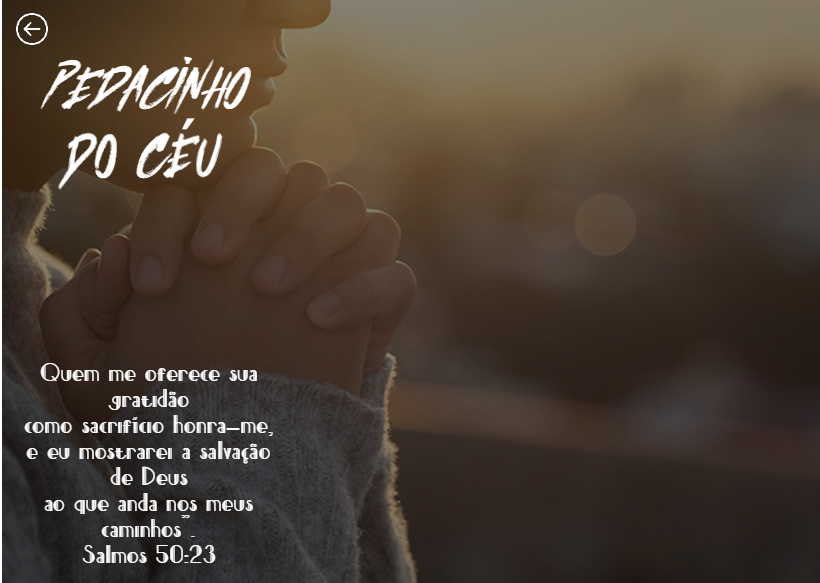 PEDACINHO
DO CÉU
Quem me oferece sua
gratidão
como sacrifício honra-me,
e eu mostrarei a salvação
de Deus
ao que anda nos meus
caminhos".
Salmos 50-23